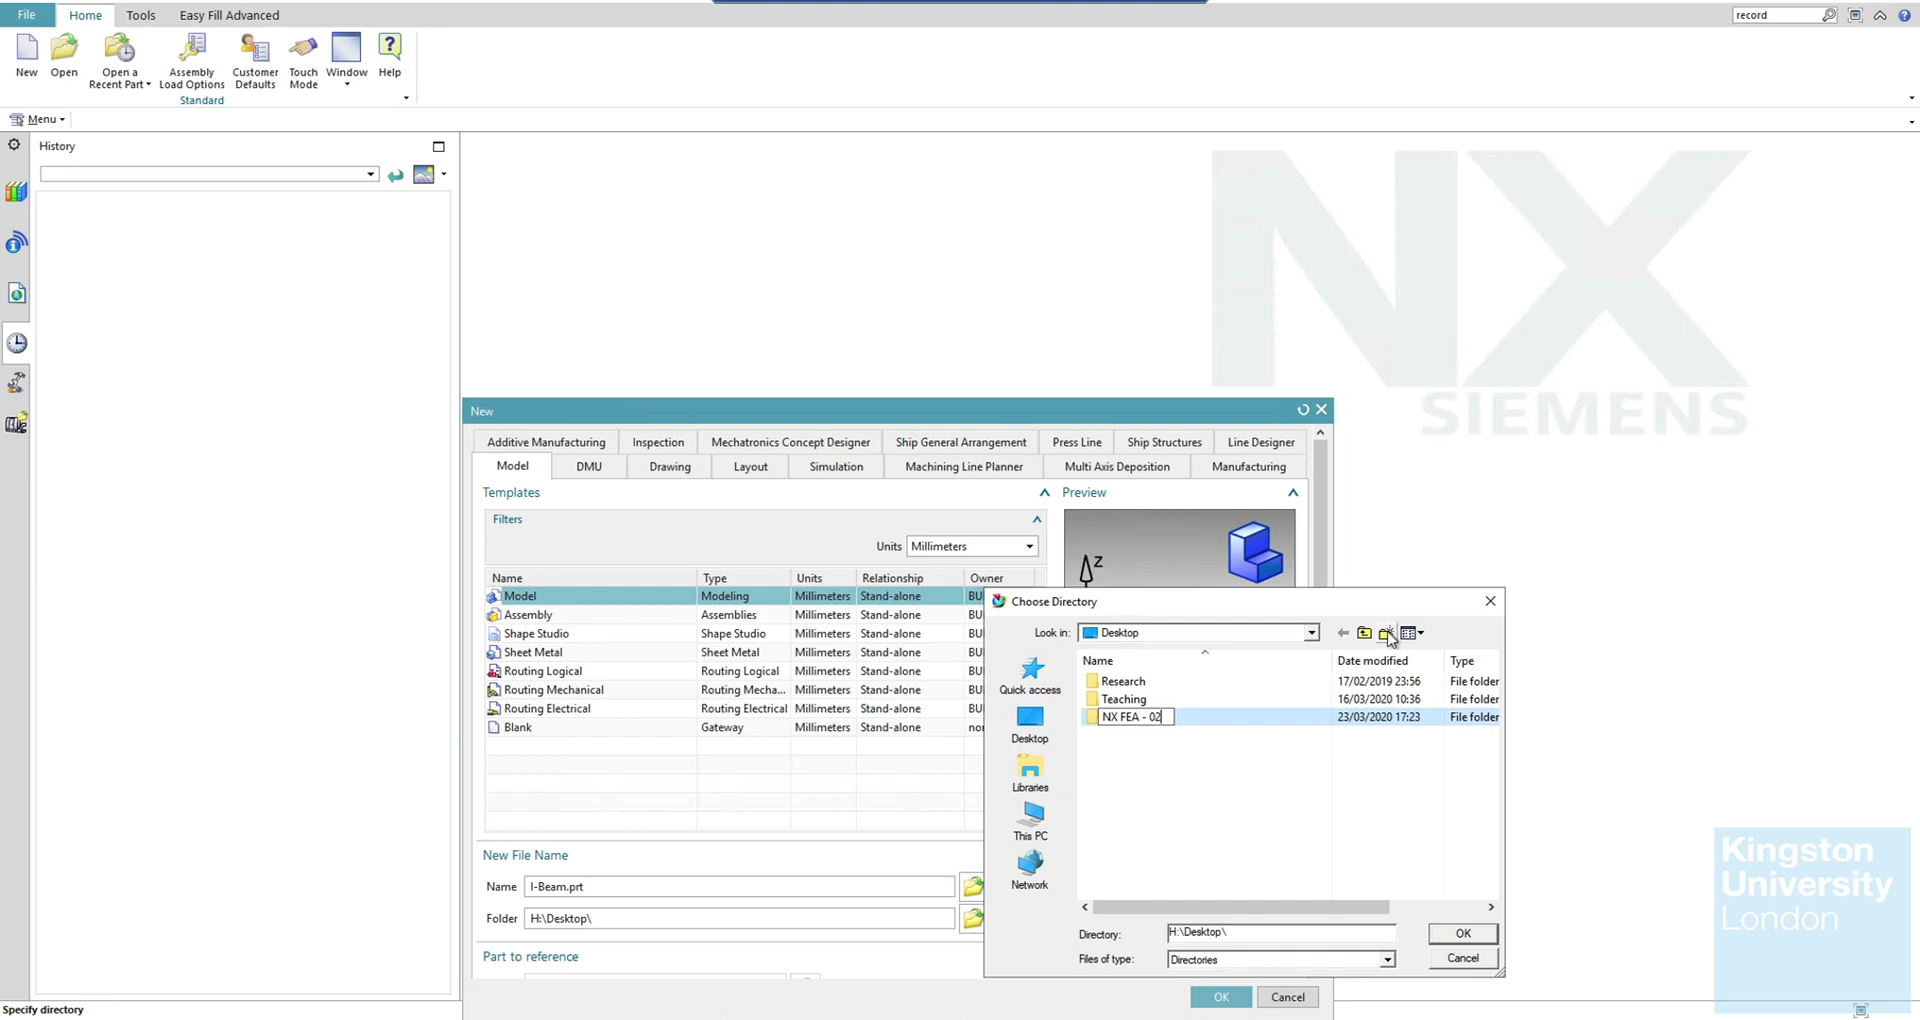 File Home Tools Easy Fill Advanced record
New Open Open a Recent Part Assembly Load Options Customer Defaults Touch Mode Window Help
Standard
Menu
History
NX
SIEMENS
New
Additive Manufacturing Inspection Mechatronics Concept Designer Ship General Arrangement Press Line Ship Structures Line Designer
Model DMU Drawing Layout Simulation Machining Line Planner Multi Axis Deposition Manufacturing
Templates Preview
Filters
Units Millimeters
Z
Name Type Units Relationship Owner
Model Modeling Millimeters Stand-alone BU
Assembly Assemblies Millimeters Stand-alone BU
Shape Studio Shape Studio Millimeters Stand-alone BU
Sheet Metal Sheet Metal Millimeters Stand-alone BU
Routing Logical Routing Logical Millimeters Stand-alone BU
Routing Mechanical Routing Mecha... Millimeters Stand-alone BU
Routing Electrical Routing Electrical Millimeters Stand-alone BU
Blank Gateway Millimeters Stand-alone
New File Name
Name I-Beam.prt
Folder H:\Desktop\
Part to reference
OK Cancel
Choose Directory
Look in: Desktop
Name Date modified Type
Research 17/02/2019 23:56 File folder
Teaching 16/03/2020 10:36 File folder
NX FEA - 02 23/03/2020 17:23 File folder
Quick access
Desktop
Libraries
This PC
Network
Directory: H:\Desktop\ OK
Files of type: Directories Cancel
Kingston
University
London
Specify directory